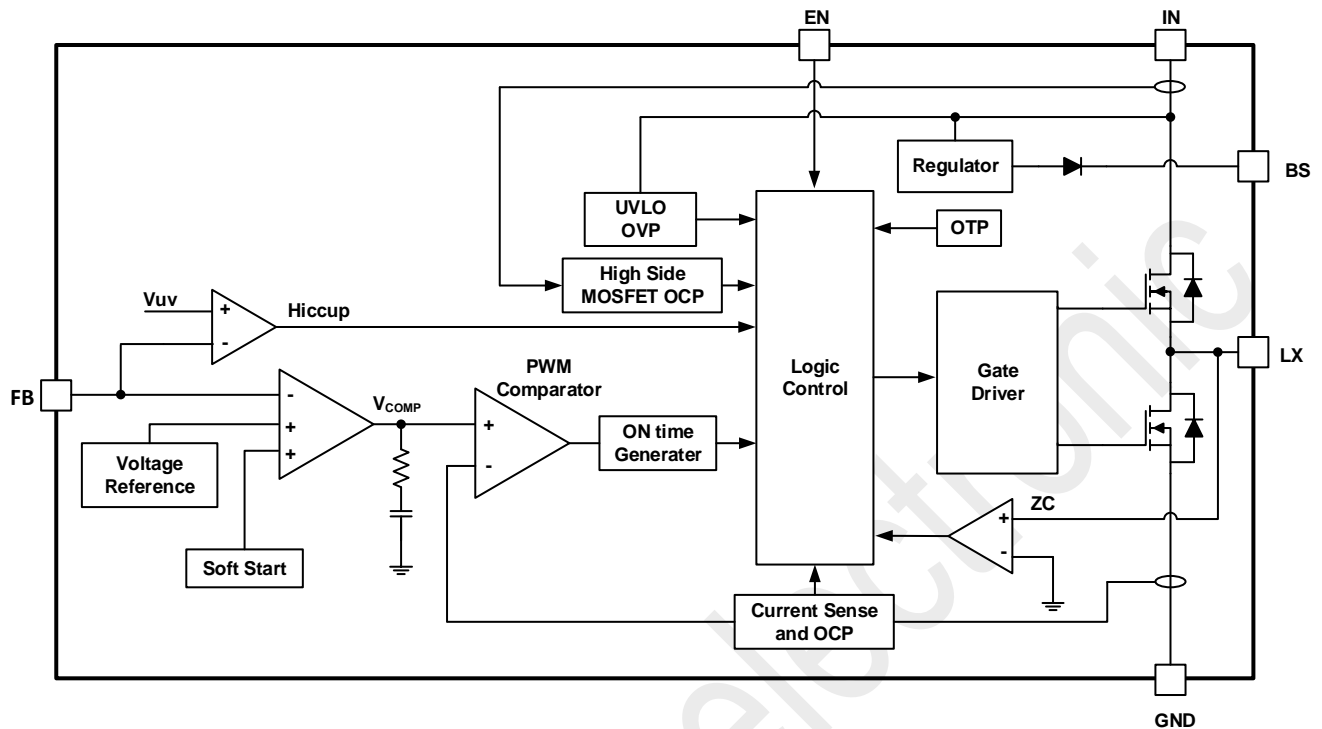 EN
IN
Regulator
BS
UVLO
OVP
OTP
High Side
MOSFET OCP
Vuv
+
-
Hiccup
FB
PWM
Comparator
Logic
Control
Gate
Driver
LX
-
+
+
VCOMP
+
-
ON time
Generater
Voltage
Reference
Soft Start
ZC
+
-
Current Sense
and OCP
GND
electronic